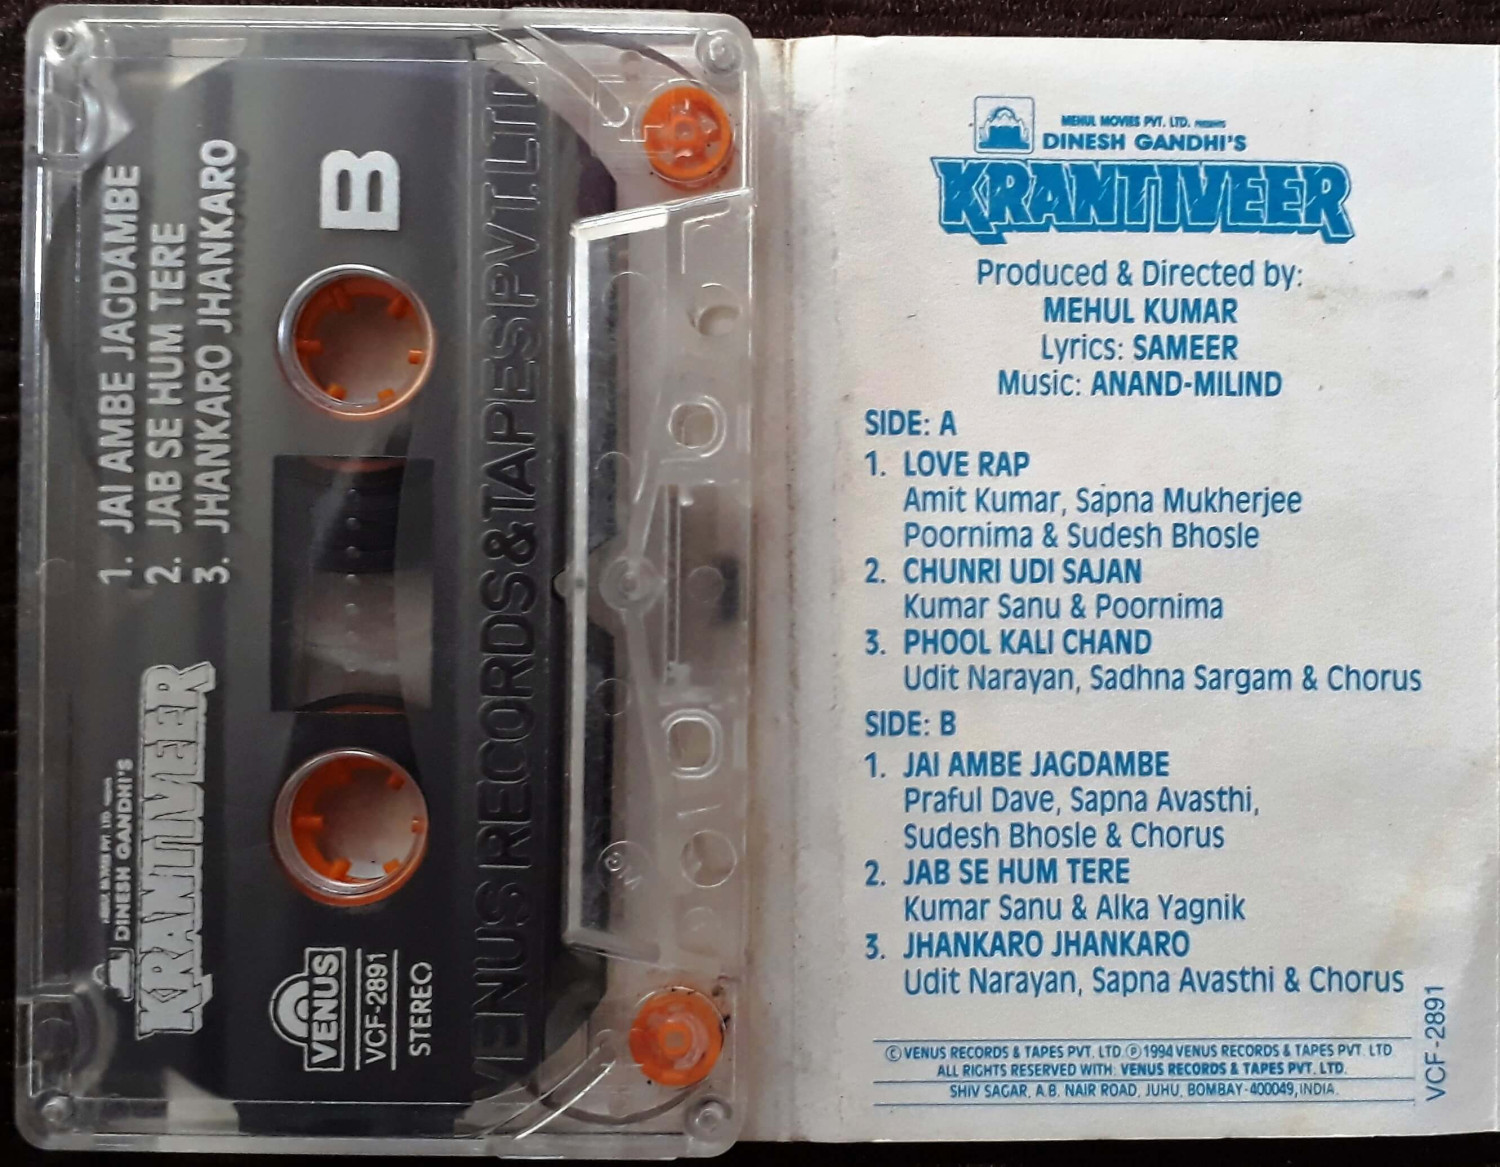 B
1. JAI AMBE JAGDAMBE
2. JAB SE HUM TERE
3. JHANKARO JHANKARO
DINESH GANDHI'S
KRANTIVEER
VENUS
VCF-2891
STEREO
VENUS RECORDS & TAPES PVT. LTD
MEHUL MOVIES PVT. LTD. PRESENTS
DINESH GANDHI'S
KRANTIVEER
Produced & Directed by:
MEHUL KUMAR
Lyrics: SAMEER
Music: ANAND-MILIND
SIDE: A
1. LOVE RAP
Amit Kumar, Sapna Mukherjee
Poornima & Sudesh Bhosle
2. CHUNRI UDI SAJAN
Kumar Sanu & Poornima
3. PHOOL KALI CHAND
Udit Narayan, Sadhna Sargam & Chorus
SIDE: B
1. JAI AMBE JAGDAMBE
Praful Dave, Sapna Avasthi,
Sudesh Bhosle & Chorus
2. JAB SE HUM TERE
Kumar Sanu & Alka Yagnik
3. JHANKARO JHANKARO
Udit Narayan, Sapna Avasthi & Chorus
Ⓒ VENUS RECORDS & TAPES PVT. LTD Ⓟ 1994 VENUS RECORDS & TAPES PVT. LTD
ALL RIGHTS RESERVED WITH: VENUS RECORDS & TAPES PVT. LTD.
SHIV SAGAR, A.B. NAIR ROAD, JUHU, BOMBAY-400049, INDIA.
VCF-2891